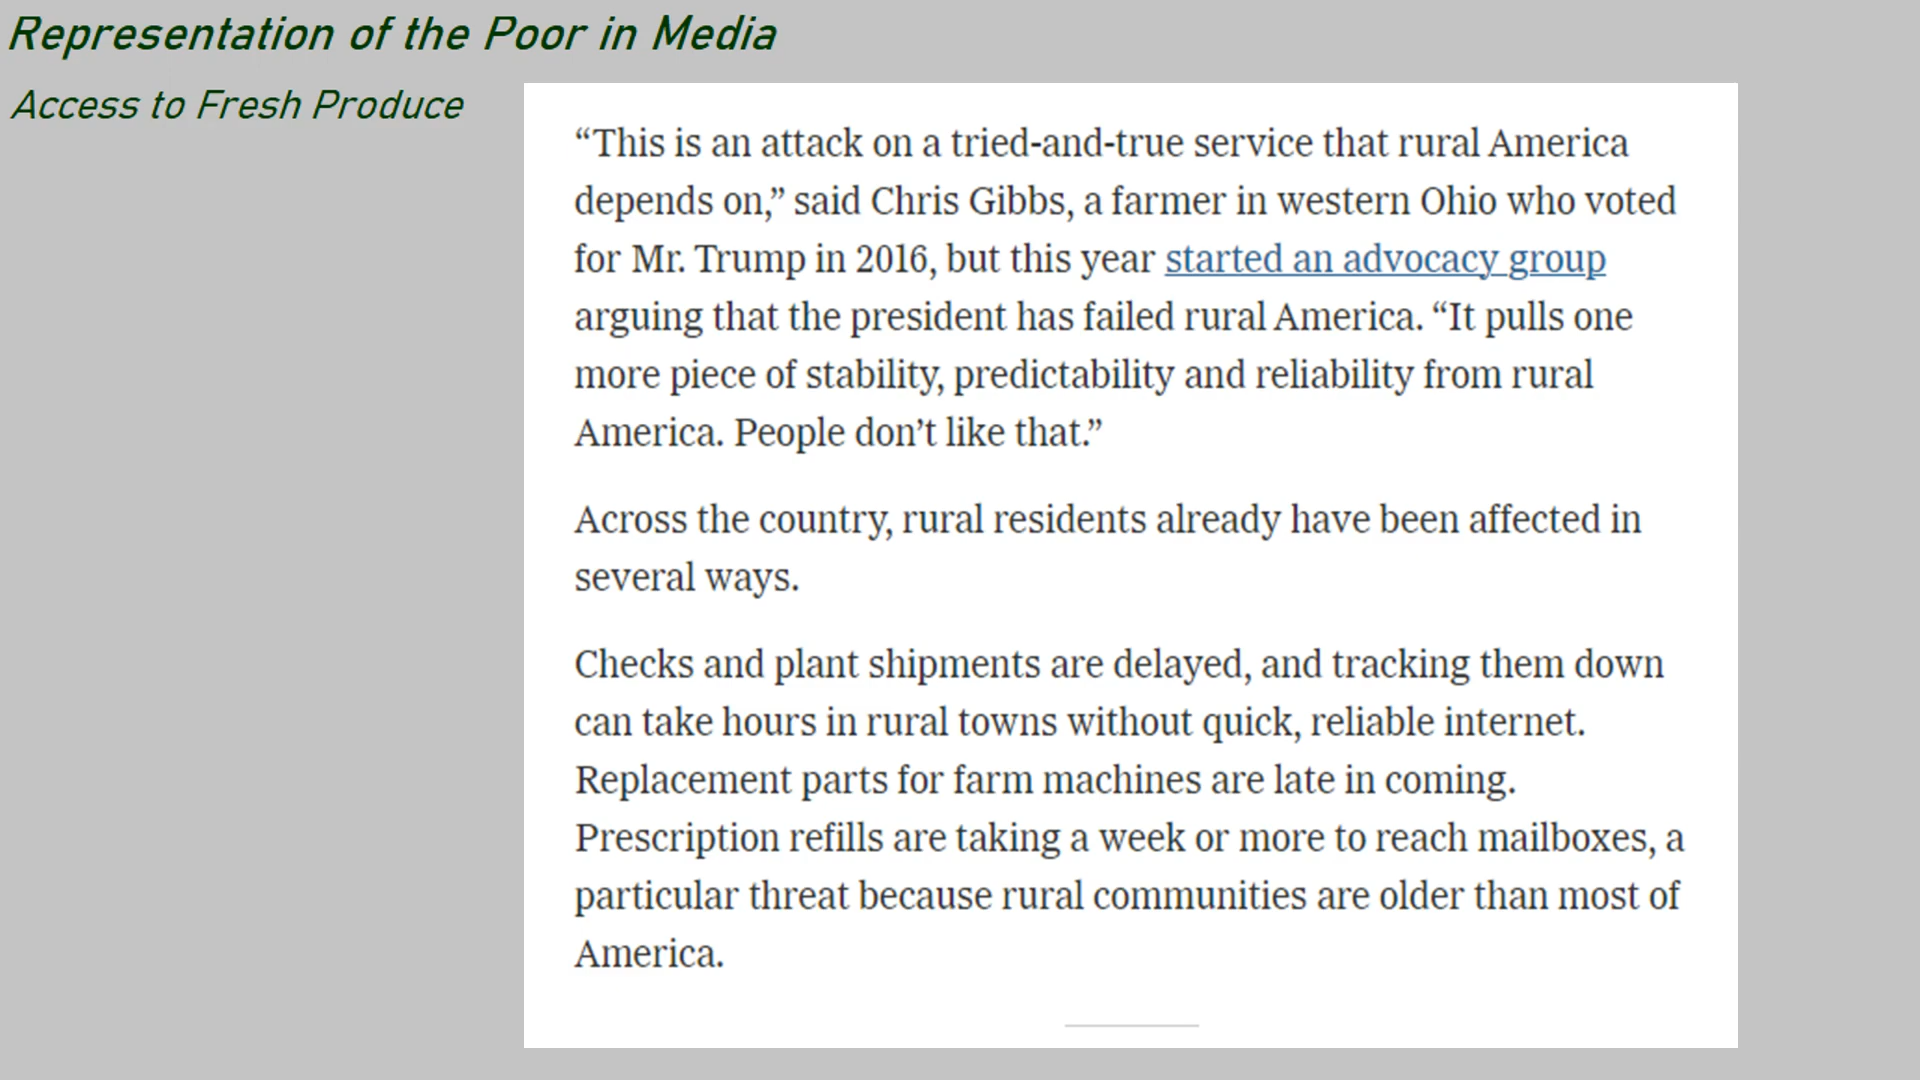 Representation of the Poor in Media
Access to Fresh Produce
“This is an attack on a tried-and-true service that rural America
depends on,” said Chris Gibbs, a farmer in western Ohio who voted
for Mr. Trump in 2016, but this year started an advocacy group
arguing that the president has failed rural America. “It pulls one
more piece of stability, predictability and reliability from rural
America. People don’t like that.”
Across the country, rural residents already have been affected in
several ways.
Checks and plant shipments are delayed, and tracking them down
can take hours in rural towns without quick, reliable internet.
Replacement parts for farm machines are late in coming.
Prescription refills are taking a week or more to reach mailboxes, a
particular threat because rural communities are older than most of
America.